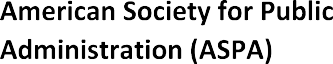 American Society for Public
Administration (ASPA)